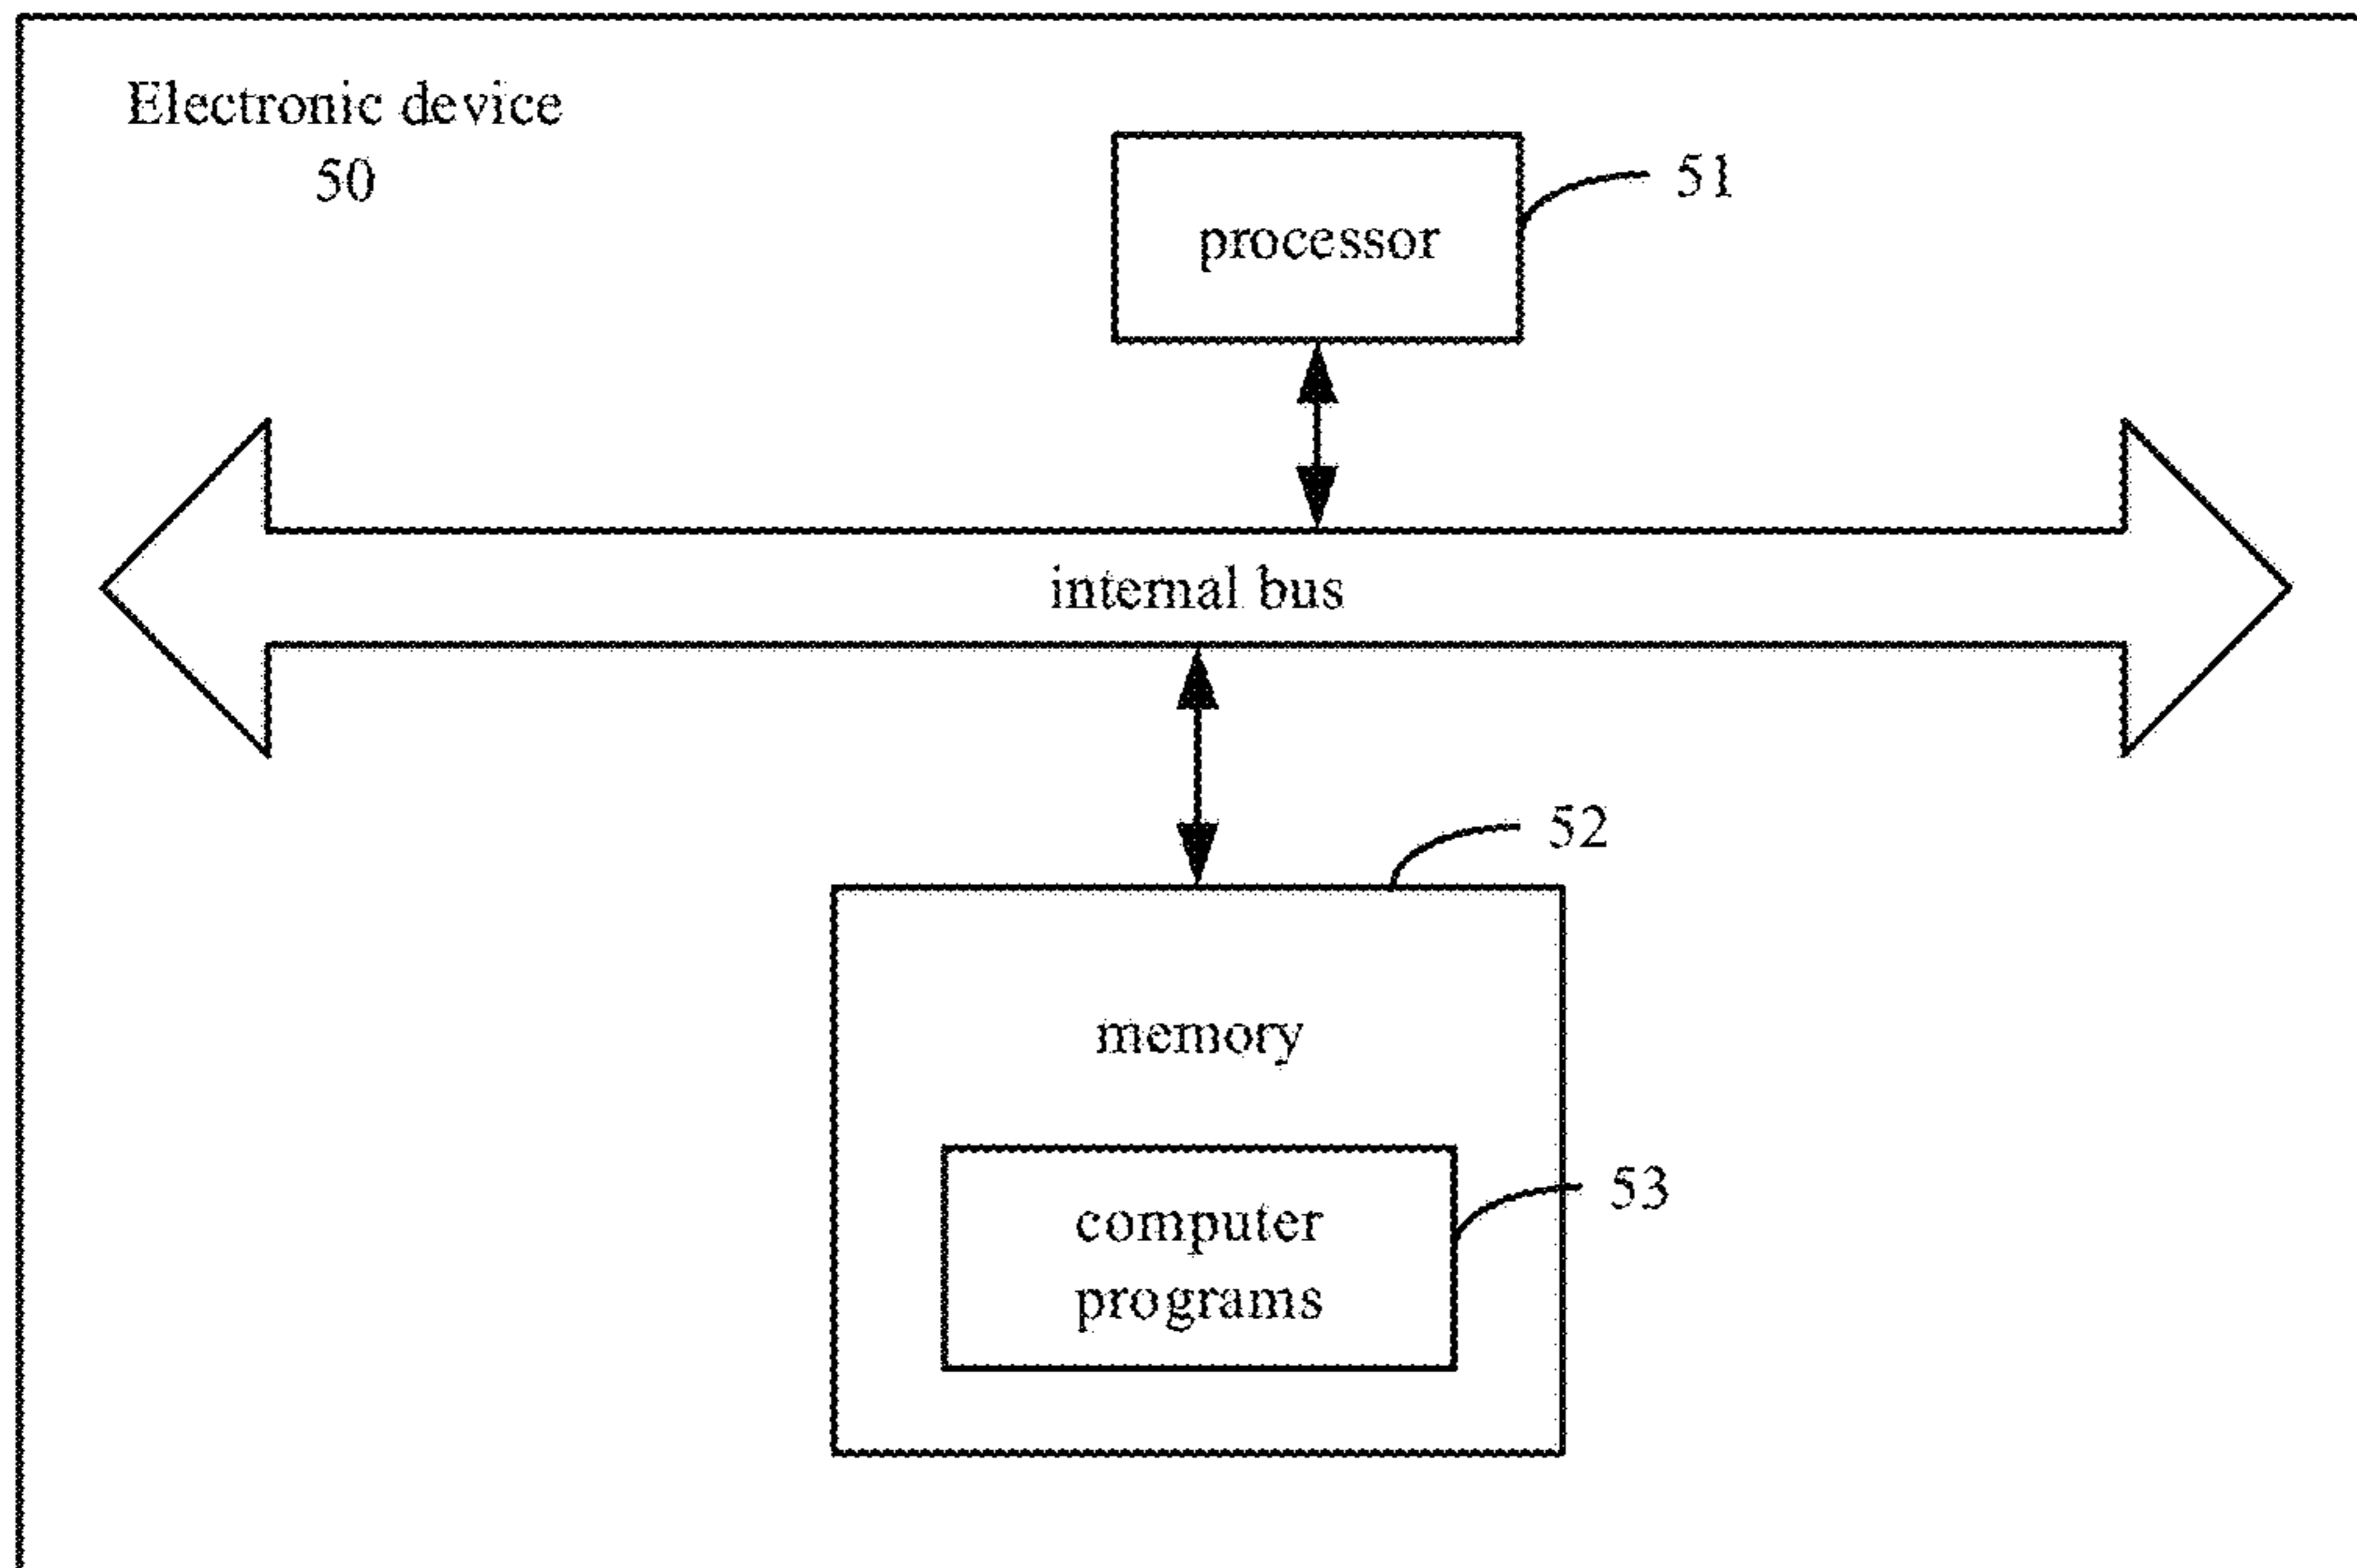 Electronic device
50
51
processor
internal bus
52
memory
53
computer
programs